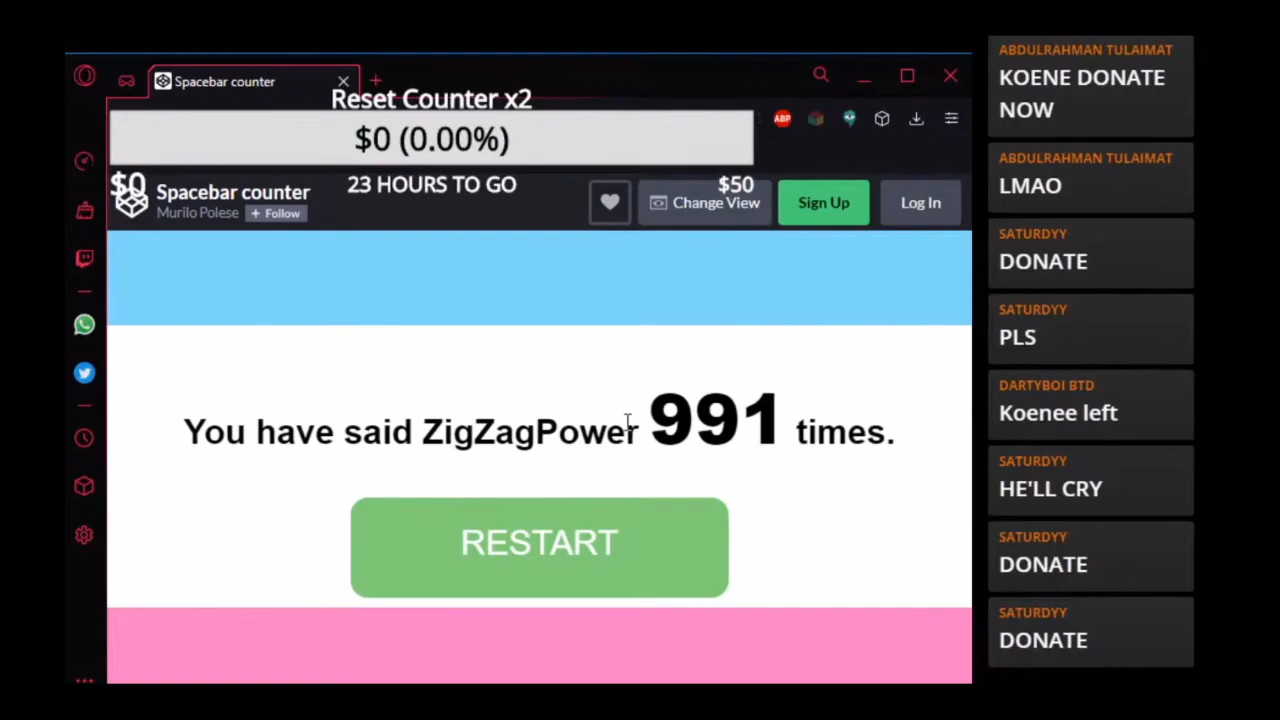 Spacebar counter
Reset Counter x2
$0 (0.00%)
ABP
$0
23 HOURS TO GO
$50
Spacebar counter
Murilo Polese + Follow
Change View
Sign Up
Log In
You have said ZigZagPower 991 times.
RESTART
ABDULRAHMAN TULAIMAT
KOENE DONATE
NOW
ABDULRAHMAN TULAIMAT
LMAO
SATURDYY
DONATE
SATURDYY
PLS
DARTYBOI BTD
Koenee left
SATURDYY
HE'LL CRY
SATURDYY
DONATE
SATURDYY
DONATE